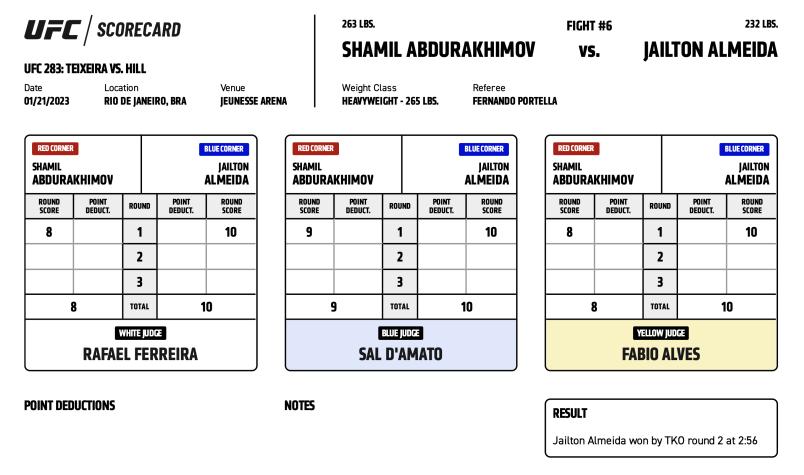 UFC / SCORECARD
UFC 283: TEIXEIRA VS. HILL
Date Location Venue
01/21/2023 RIO DE JANEIRO, BRA JEUNESSE ARENA
263 LBS. FIGHT #6 232 LBS.
SHAMIL ABDURAKHIMOV VS. JAILTON ALMEIDA
Weight Class Referee
HEAVYWEIGHT - 265 LBS. FERNANDO PORTELLA
RED CORNER BLUE CORNER
SHAMIL JAILTON
ABDURAKHIMOV ALMEIDA
ROUND SCORE POINT DEDUCT. ROUND POINT DEDUCT. ROUND SCORE
8 1 10
2
3
8 TOTAL 10
WHITE JUDGE
RAFAEL FERREIRA
RED CORNER BLUE CORNER
SHAMIL JAILTON
ABDURAKHIMOV ALMEIDA
ROUND SCORE POINT DEDUCT. ROUND POINT DEDUCT. ROUND SCORE
9 1 10
2
3
9 TOTAL 10
BLUE JUDGE
SAL D'AMATO
RED CORNER BLUE CORNER
SHAMIL JAILTON
ABDURAKHIMOV ALMEIDA
ROUND SCORE POINT DEDUCT. ROUND POINT DEDUCT. ROUND SCORE
8 1 10
2
3
8 TOTAL 10
YELLOW JUDGE
FABIO ALVES
POINT DEDUCTIONS
NOTES
RESULT
Jailton Almeida won by TKO round 2 at 2:56